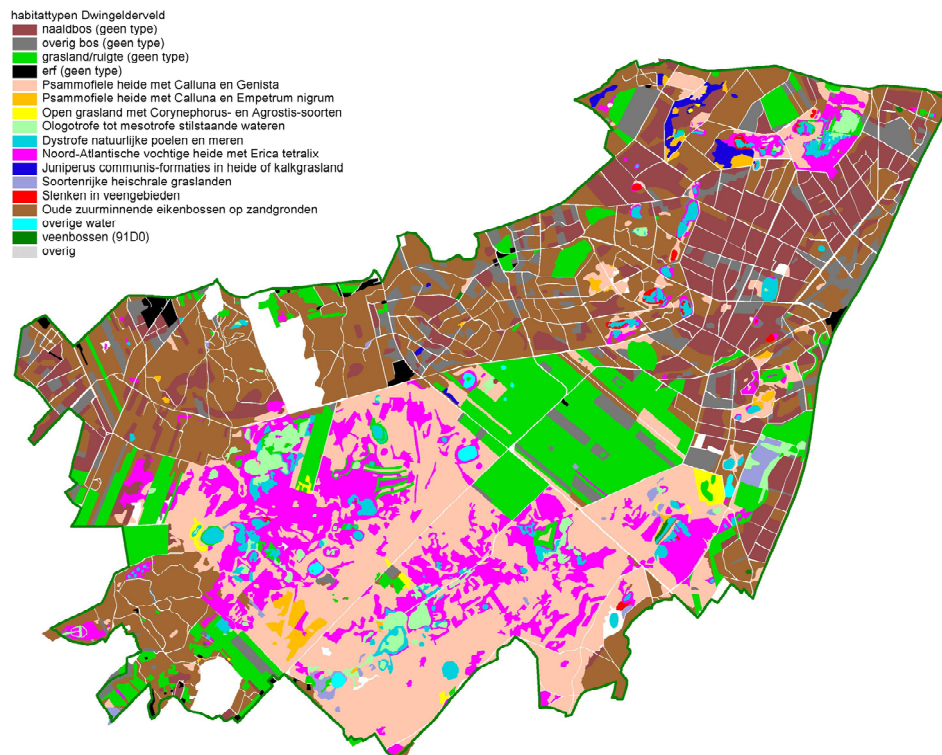 habitattypen Dwingelderveld
naaldbos (geen type)
overig bos (geen type)
grasland/ruigte (geen type)
erf (geen type)
Psammofiele heide met Calluna en Genista
Psammofiele heide met Calluna en Empetrum nigrum
Open grasland met Corynephorus- en Agrostis-soorten
Ologotrofe tot mesotrofe stilstaande wateren
Dystrofe natuurlijke poelen en meren
Noord-Atlantische vochtige heide met Erica tetralix
Juniperus communis-formaties in heide of kalkgrasland
Soortenrijke heischrale graslanden
Slenken in veengebieden
Oude zuurminnende eikenbossen op zandgronden
overige water
veenbossen (91D0)
overig